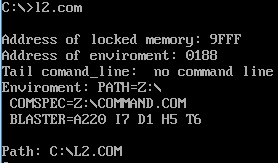 C:\>l2.com
Address of locked memory: 9FFF
Address of enviroment: 0188
Tail comand_line:  no command line
Enviroment: PATH=Z:\
 COMSPEC=Z:\COMMAND.COM
 BLASTER=A220 I7 D1 H5 T6
Path: C:\L2.COM